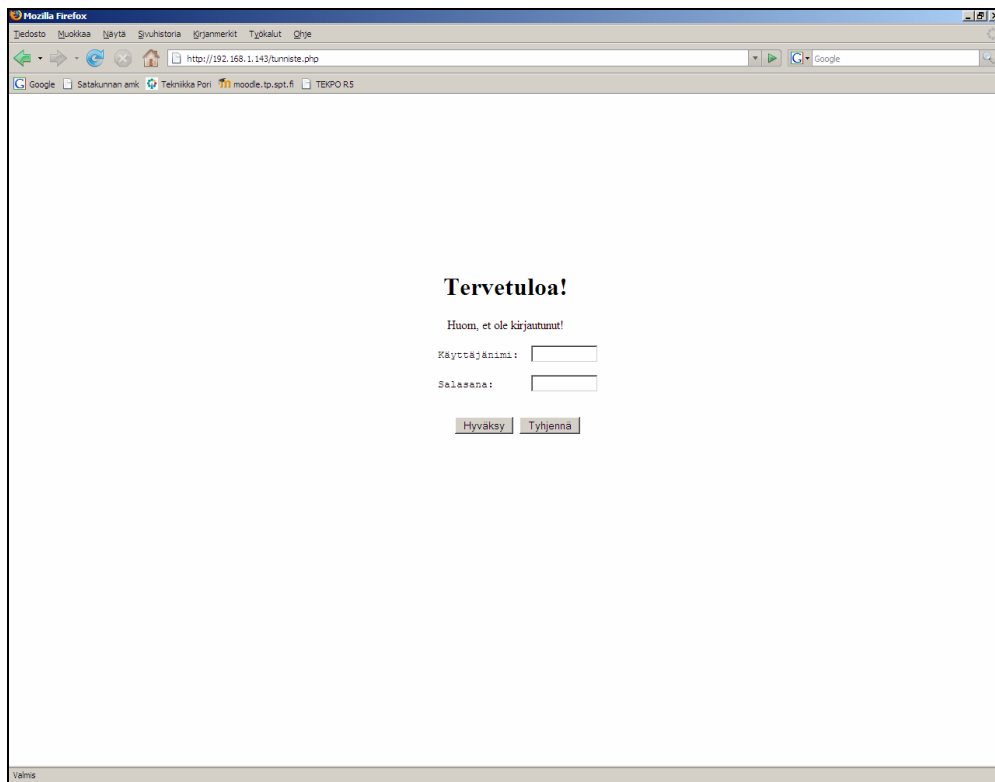 Mozilla Firefox
Tiedosto Muokkaa Näytä Sivuhistoria Kirjanmerkit Työkalut Ohje
http://192.168.1.143/tunniste.php
G Google
G Google Satakunnan amk Tekniikka Pori moodle.tp.spt.fi TEKPO R5
Tervetuloa!
Huom, et ole kirjautunut!
Käyttäjänimi:
Salasana:
Hyväksy Tyhjennä
Valmis